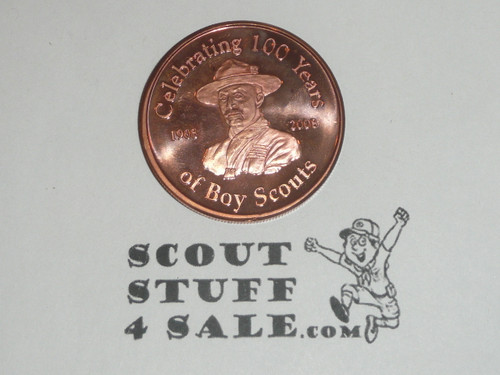 Celebrating 100 Years
1908 2008
of Boy Scouts
SCOUT
STUFF
4 SALE.COM